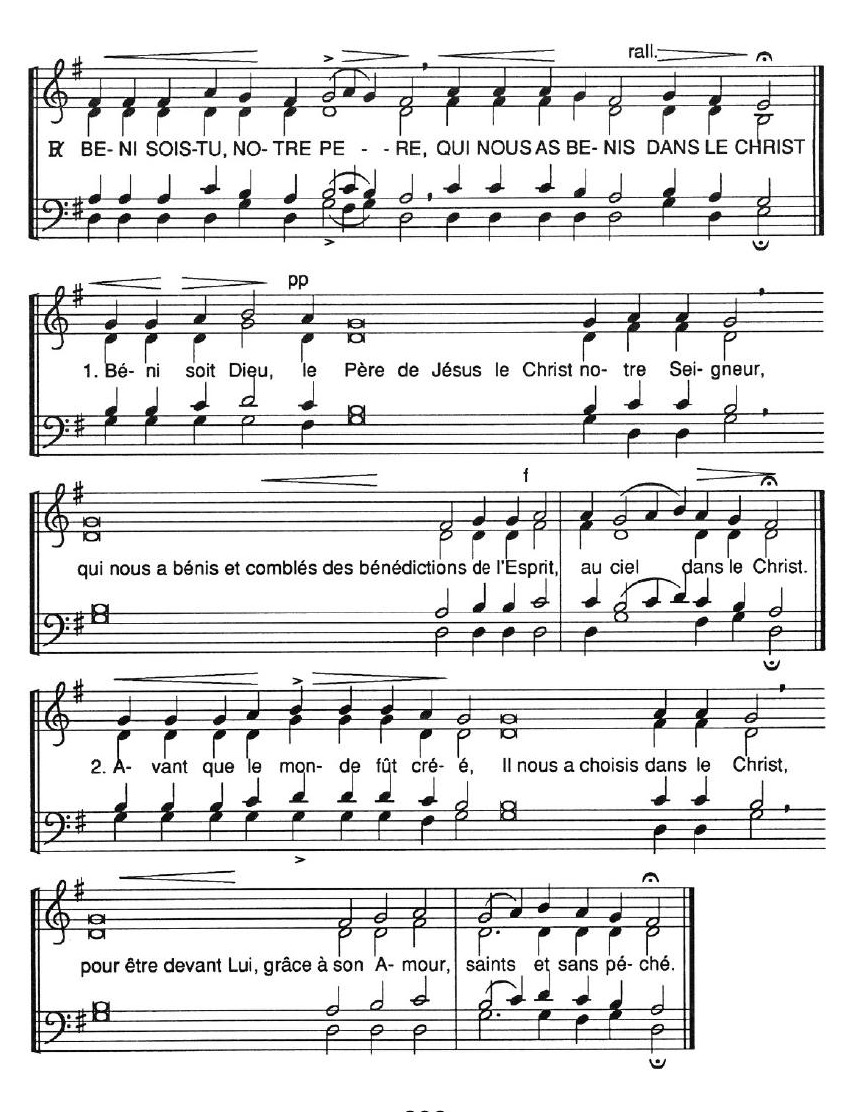 rall.
℟ BE- NI SOIS-TU, NO- TRE PE - - RE, QUI NOUS AS BE- NIS DANS LE CHRIST
pp
1. Bé- ni soit Dieu, le Père de Jésus le Christ no- tre Sei- gneur,
f
qui nous a bénis et comblés des bénédictions de l'Esprit, au ciel dans le Christ.
2. A- vant que le mon- de fût cré- é, Il nous a choisis dans le Christ,
pour être devant Lui, grâce à son A- mour, saints et sans pé- ché.